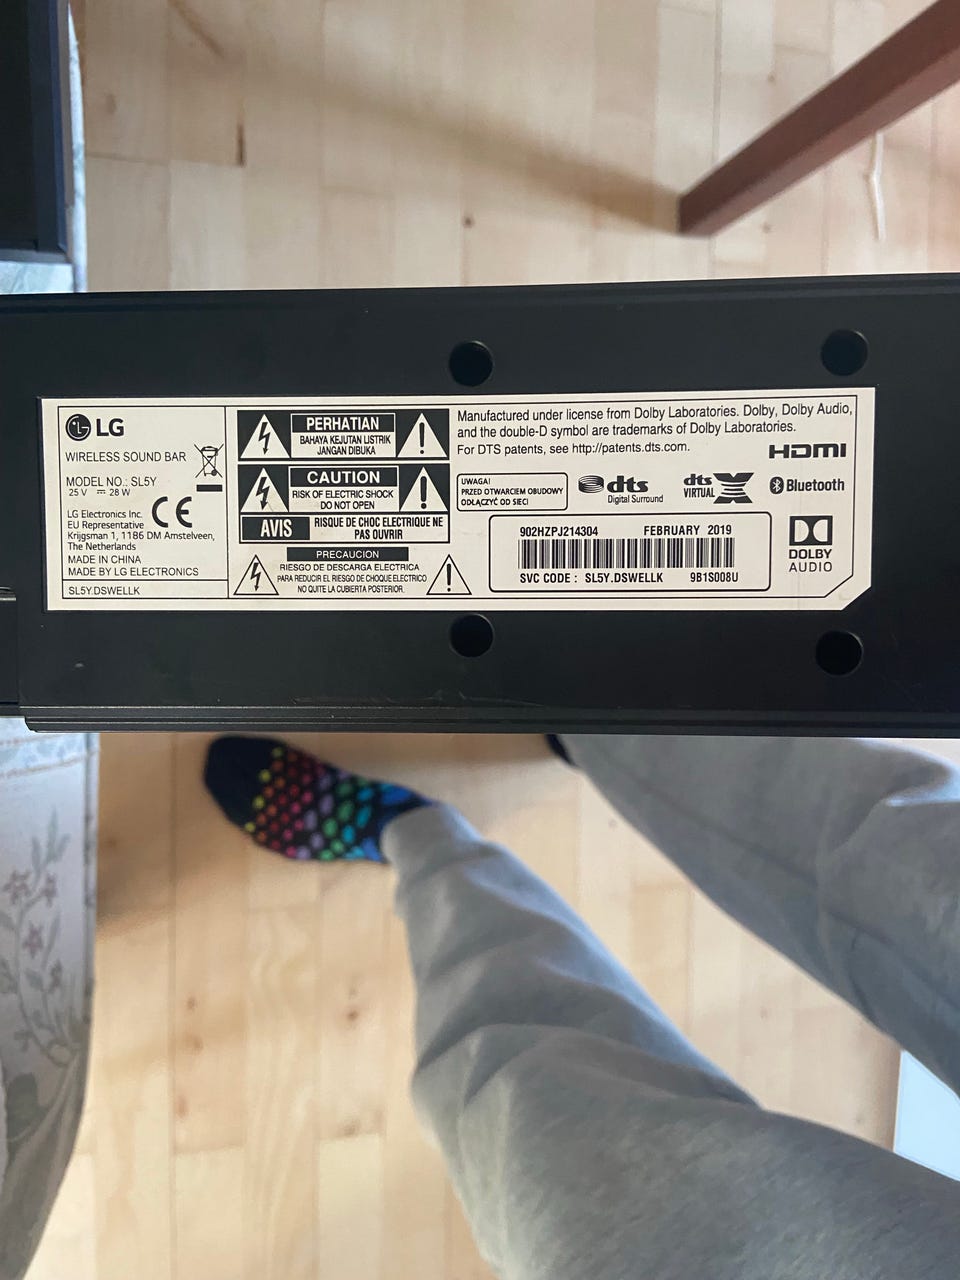 LG
WIRELESS SOUND BAR
MODEL NO.: SL5Y
25 V ⎓ 28 W
LG Electronics Inc.
EU Representative
Krijgsman 1, 1186 DM Amstelveen,
The Netherlands
CE
MADE IN CHINA
MADE BY LG ELECTRONICS
SL5Y.DSWELLK
PERHATIAN
BAHAYA KEJUTAN LISTRIK
JANGAN DIBUKA
CAUTION
RISK OF ELECTRIC SHOCK
DO NOT OPEN
AVIS
RISQUE DE CHOC ELECTRIQUE NE
PAS OUVRIR
PRECAUCION
RIESGO DE DESCARGA ELECTRICA
PARA REDUCIR EL RIESGO DE CHOQUE ELECTRICO
NO QUITE LA CUBIERTA POSTERIOR.
Manufactured under license from Dolby Laboratories. Dolby, Dolby Audio,
and the double-D symbol are trademarks of Dolby Laboratories.
For DTS patents, see http://patents.dts.com.
HDMI
UWAGA!
PRZED OTWARCIEM OBUDOWY
ODŁĄCZYĆ OD SIECI
dts
Digital Surround
dts X
VIRTUAL
Bluetooth
902HZPJ214304 FEBRUARY 2019
SVC CODE : SL5Y.DSWELLK 9B1S008U
DOLBY
AUDIO